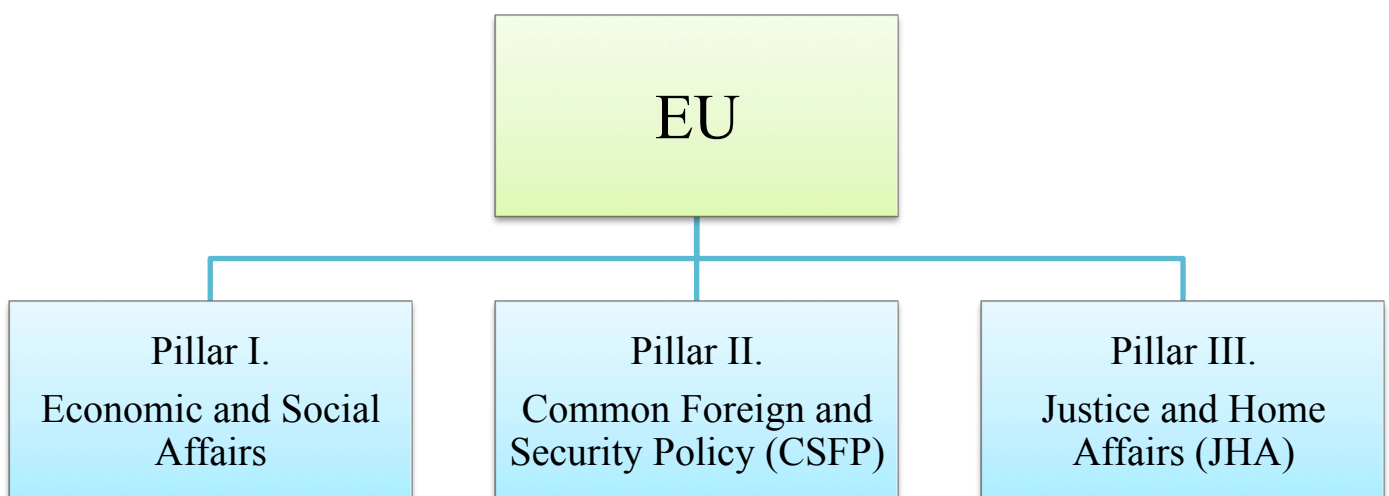 EU
Pillar I.
Economic and Social
Affairs
Pillar II.
Common Foreign and
Security Policy (CSFP)
Pillar III.
Justice and Home
Affairs (JHA)